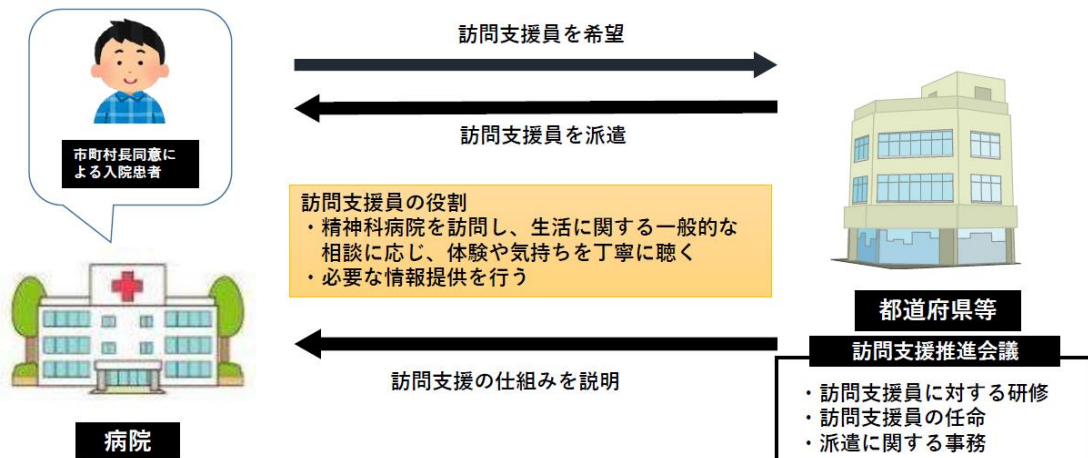 訪問支援員を希望
訪問支援員を派遣
市町村長同意に
よる入院患者
訪問支援員の役割
・精神科病院を訪問し、生活に関する一般的な
相談に応じ、体験や気持ちを丁寧に聴く
・必要な情報提供を行う
都道府県等
訪問支援推進会議
訪問支援の仕組みを説明
・訪問支援員に対する研修
・訪問支援員の任命
・派遣に関する事務
病院